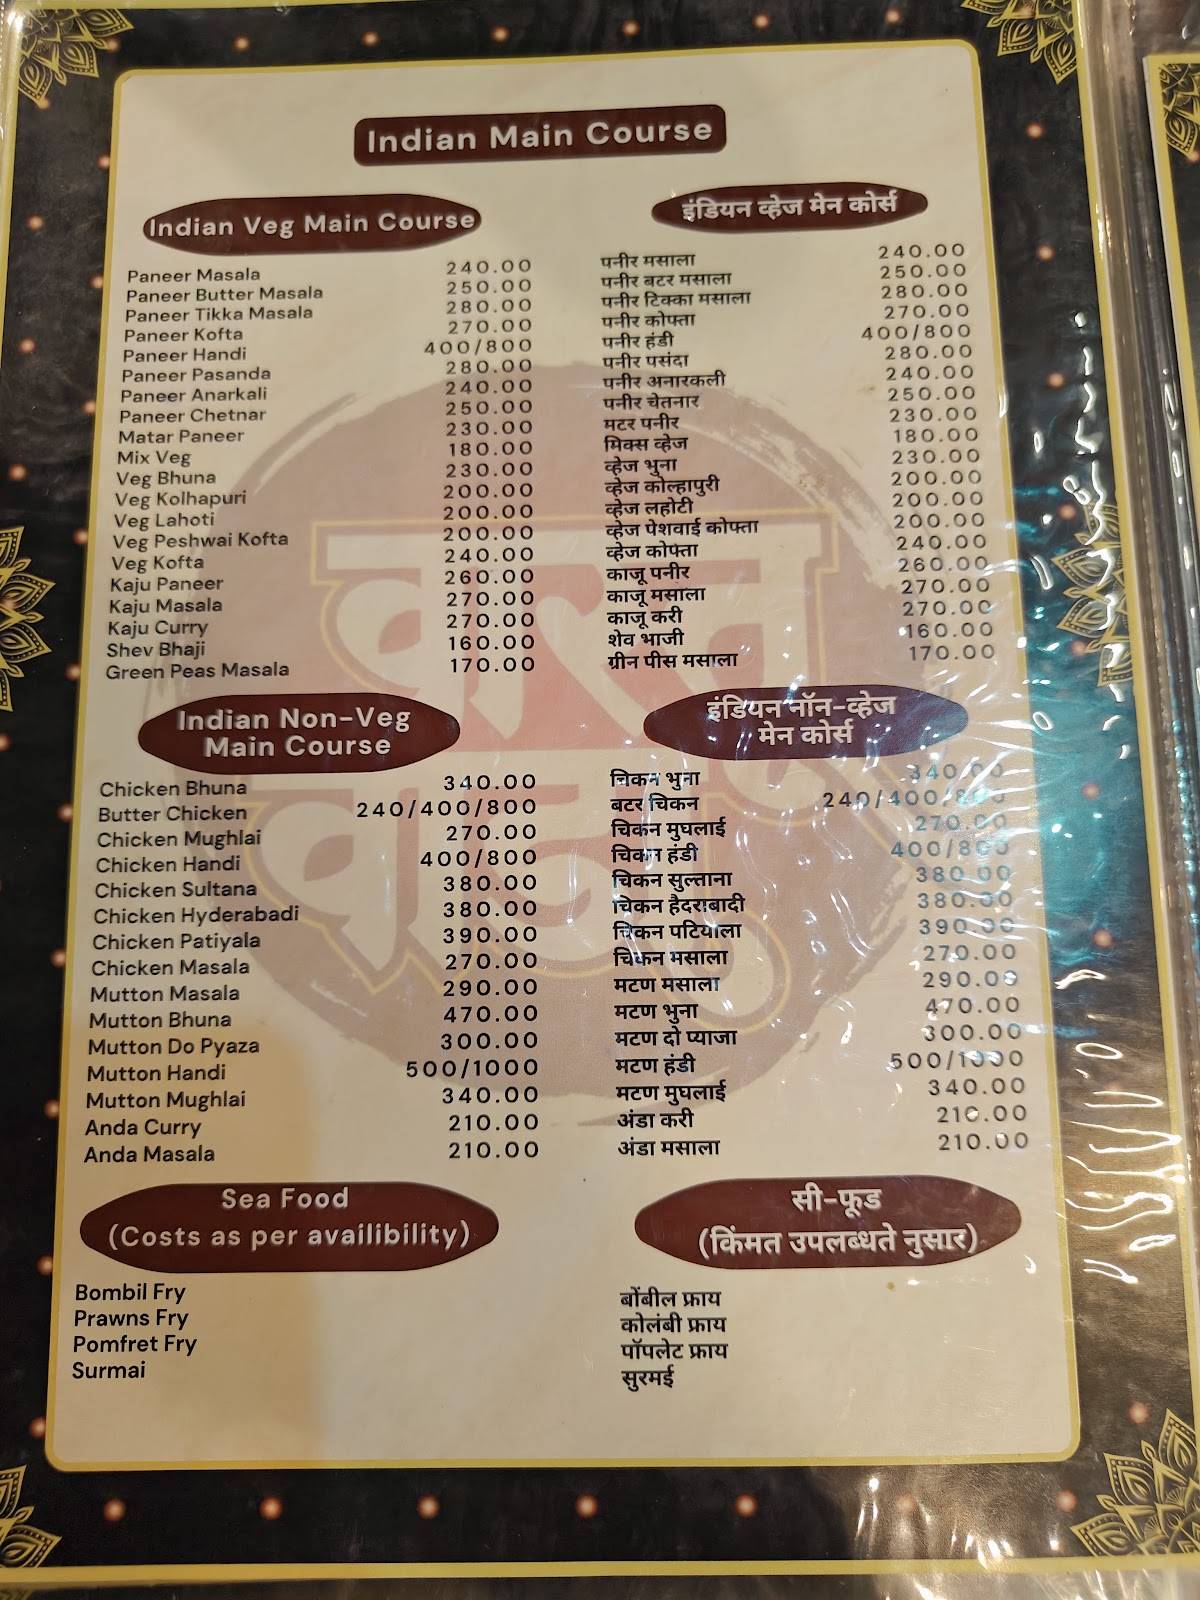 Indian Main Course
Indian Veg Main Course
इंडियन व्हेज मेन कोर्स
Paneer Masala 240.00 पनीर मसाला 240.00
Paneer Butter Masala 250.00 पनीर बटर मसाला 250.00
Paneer Tikka Masala 280.00 पनीर टिक्का मसाला 280.00
Paneer Kofta 270.00 पनीर कोफ्ता 270.00
Paneer Handi 400/800 पनीर हंडी 400/800
Paneer Pasanda 280.00 पनीर पसंदा 280.00
Paneer Anarkali 240.00 पनीर अनारकली 240.00
Paneer Chetnar 250.00 पनीर चेतनार 250.00
Matar Paneer 230.00 मटर पनीर 230.00
Mix Veg 180.00 मिक्स व्हेज 180.00
Veg Bhuna 230.00 व्हेज भुना 230.00
Veg Kolhapuri 200.00 व्हेज कोल्हापुरी 200.00
Veg Lahoti 200.00 व्हेज लहोटी 200.00
Veg Peshwai Kofta 200.00 व्हेज पेशवाई कोफ्ता 200.00
Veg Kofta 240.00 व्हेज कोफ्ता 240.00
Kaju Paneer 260.00 काजू पनीर 260.00
Kaju Masala 270.00 काजू मसाला 270.00
Kaju Curry 270.00 काजू करी 270.00
Shev Bhaji 160.00 शेव भाजी 160.00
Green Peas Masala 170.00 ग्रीन पीस मसाला 170.00
Indian Non-Veg
Main Course
इंडियन नॉन-व्हेज
मेन कोर्स
Chicken Bhuna 340.00 चिकन भुना 340.00
Butter Chicken 240/400/800 बटर चिकन 240/400/800
Chicken Mughlai 270.00 चिकन मुघलाई 270.00
Chicken Handi 400/800 चिकन हंडी 400/800
Chicken Sultana 380.00 चिकन सुल्ताना 380.00
Chicken Hyderabadi 380.00 चिकन हैदराबादी 380.00
Chicken Patiyala 390.00 चिकन पटियाला 390.00
Chicken Masala 270.00 चिकन मसाला 270.00
Mutton Masala 290.00 मटण मसाला 290.00
Mutton Bhuna 470.00 मटण भुना 470.00
Mutton Do Pyaza 300.00 मटण दो प्याजा 300.00
Mutton Handi 500/1000 मटण हंडी 500/1000
Mutton Mughlai 340.00 मटण मुघलाई 340.00
Anda Curry 210.00 अंडा करी 210.00
Anda Masala 210.00 अंडा मसाला 210.00
Sea Food
(Costs as per availibility)
सी-फूड
(किंमत उपलब्धते नुसार)
Bombil Fry बोंबील फ्राय
Prawns Fry कोलंबी फ्राय
Pomfret Fry पॉपलेट फ्राय
Surmai सुरमई